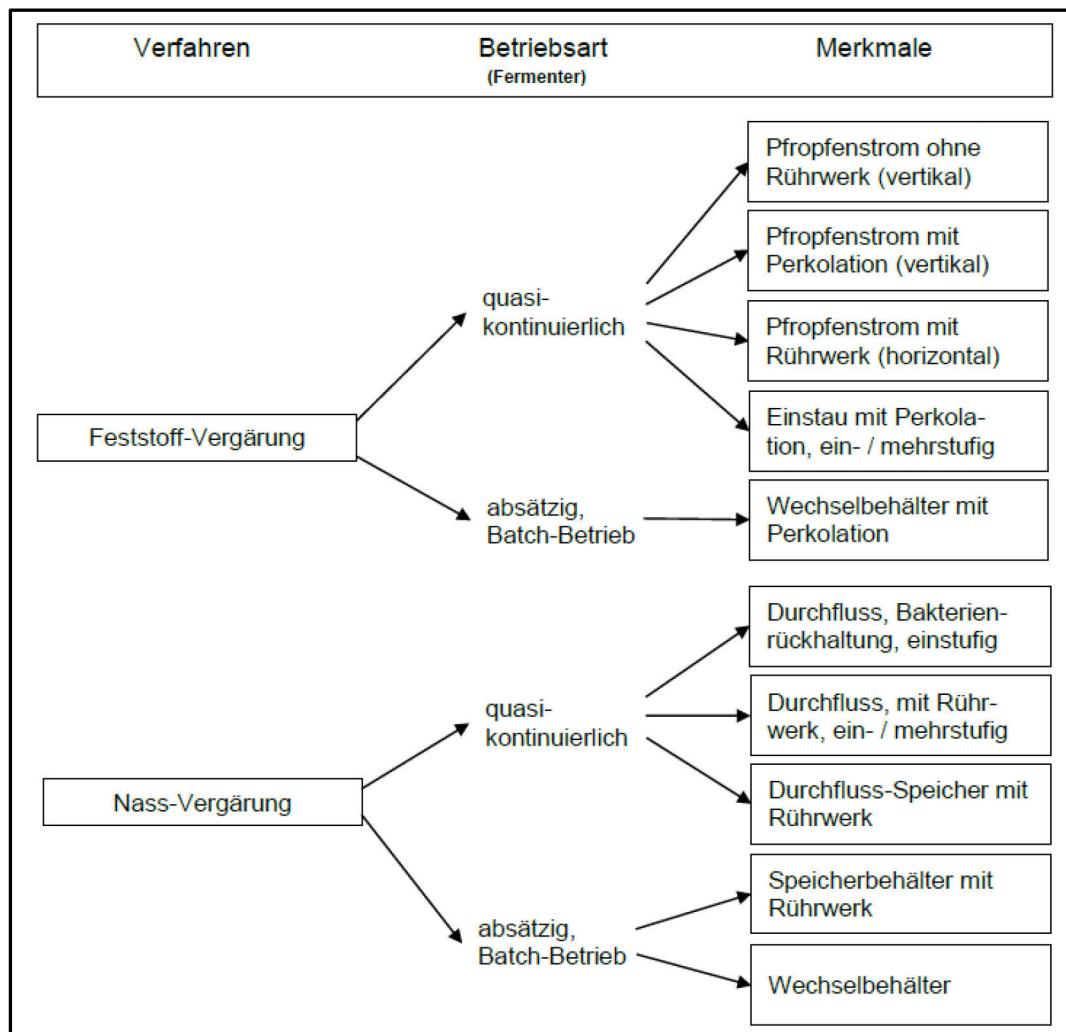 Verfahren Betriebsart Merkmale
(Fermenter)
Pfropfenstrom ohne
Rührwerk (vertikal)
Pfropfenstrom mit
Perkolation (vertikal)
quasi-
kontinuierlich
Pfropfenstrom mit
Rührwerk (horizontal)
Feststoff-Vergärung
Einstau mit Perkola-
tion, ein- / mehrstufig
absätzig,
Batch-Betrieb
Wechselbehälter mit
Perkolation
Durchfluss, Bakterien-
rückhaltung, einstufig
quasi-
kontinuierlich
Durchfluss, mit Rühr-
werk, ein- / mehrstufig
Nass-Vergärung
Durchfluss-Speicher mit
Rührwerk
Speicherbehälter mit
Rührwerk
absätzig,
Batch-Betrieb
Wechselbehälter